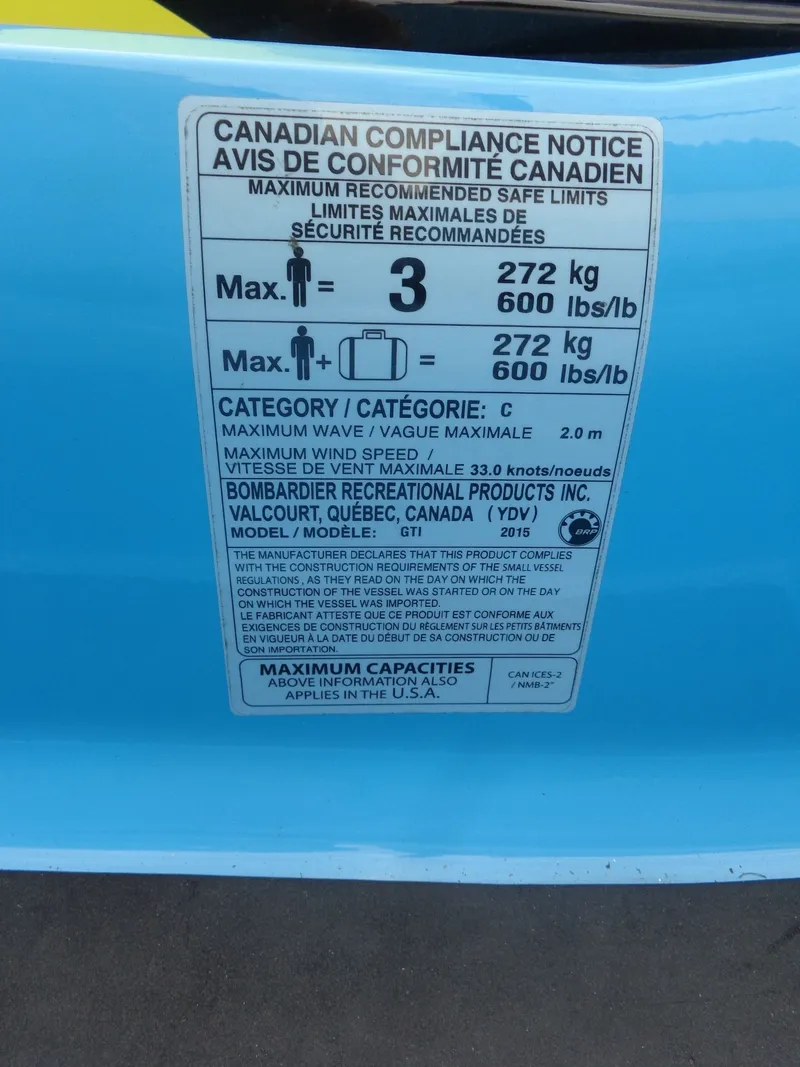 CANADIAN COMPLIANCE NOTICE
AVIS DE CONFORMITÉ CANADIEN
MAXIMUM RECOMMENDED SAFE LIMITS
LIMITES MAXIMALES DE
SÉCURITÉ RECOMMANDÉES
Max. = 3 272 kg
600 lbs/lb
Max. + = 272 kg
600 lbs/lb
CATEGORY / CATÉGORIE: C
MAXIMUM WAVE / VAGUE MAXIMALE 2.0 m
MAXIMUM WIND SPEED /
VITESSE DE VENT MAXIMALE 33.0 knots/noeuds
BOMBARDIER RECREATIONAL PRODUCTS INC.
VALCOURT, QUÉBEC, CANADA (YDV)
MODEL / MODÈLE: GTI 2015
BRP
THE MANUFACTURER DECLARES THAT THIS PRODUCT COMPLIES
WITH THE CONSTRUCTION REQUIREMENTS OF THE SMALL VESSEL
REGULATIONS, AS THEY READ ON THE DAY ON WHICH THE
CONSTRUCTION OF THE VESSEL WAS STARTED OR ON THE DAY
ON WHICH THE VESSEL WAS IMPORTED.
LE FABRICANT ATTESTE QUE CE PRODUIT EST CONFORME AUX
EXIGENCES DE CONSTRUCTION DU RÈGLEMENT SUR LES PETITS BÂTIMENTS
EN VIGUEUR À LA DATE DU DÉBUT DE SA CONSTRUCTION OU DE
SON IMPORTATION.
MAXIMUM CAPACITIES
ABOVE INFORMATION ALSO
APPLIES IN THE U.S.A.
CAN ICES-2
/ NMB-2"